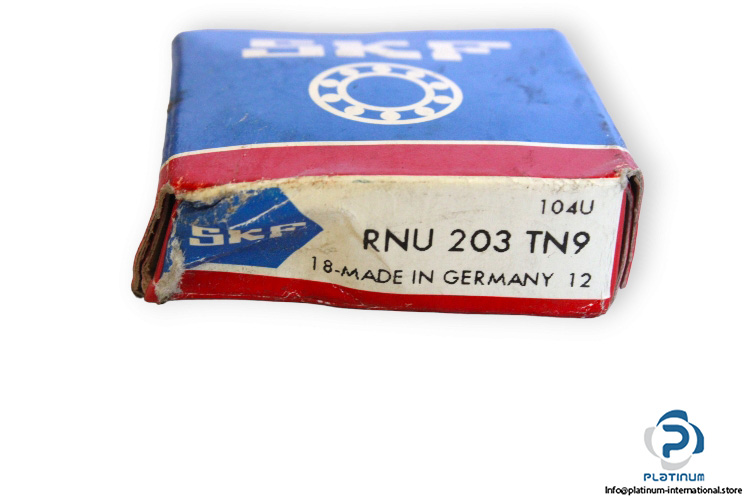 SKF
104U
SKF
RNU 203 TN9
18-MADE IN GERMANY 12
PLATINUM
Info@platinum-international.store